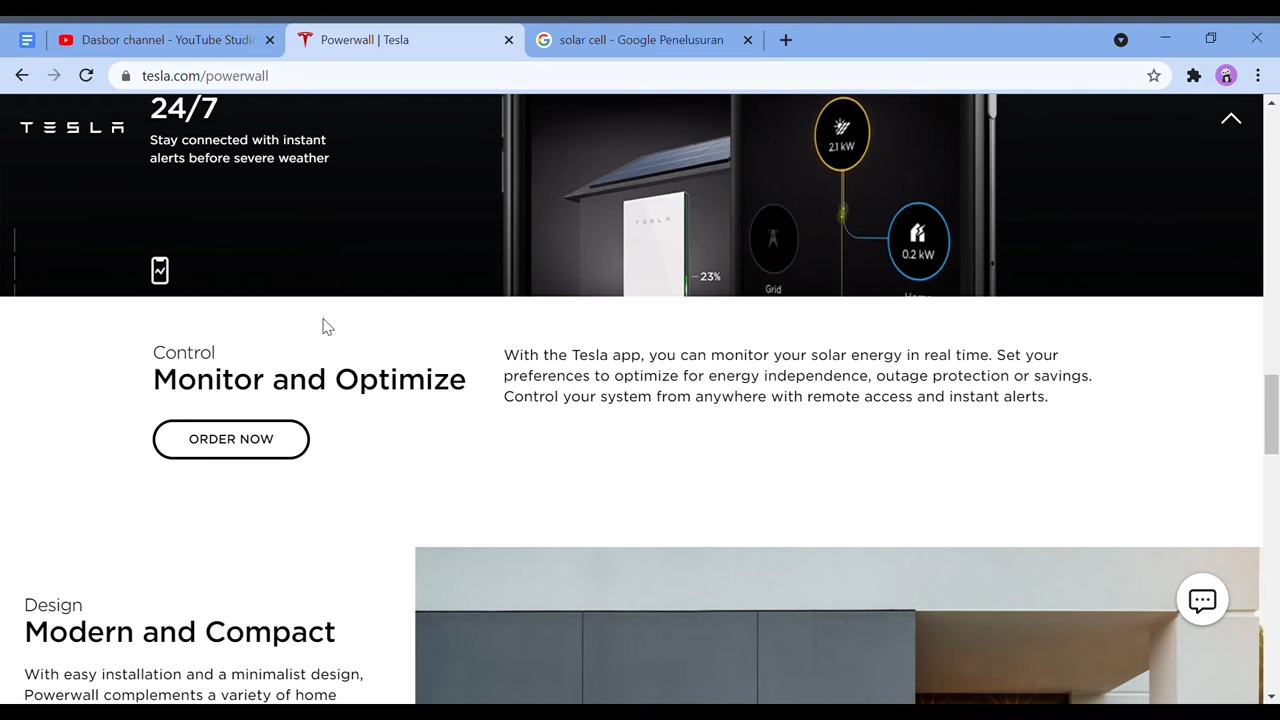 Dasbor channel - YouTube Studio
Powerwall | Tesla
solar cell - Google Penelusuran
tesla.com/powerwall
24/7
TESLA
Stay connected with instant
alerts before severe weather
TESLA
23%
2.1 kW
0.2 kW
Grid
Control
Monitor and Optimize
ORDER NOW
With the Tesla app, you can monitor your solar energy in real time. Set your
preferences to optimize for energy independence, outage protection or savings.
Control your system from anywhere with remote access and instant alerts.
Design
Modern and Compact
With easy installation and a minimalist design,
Powerwall complements a variety of home